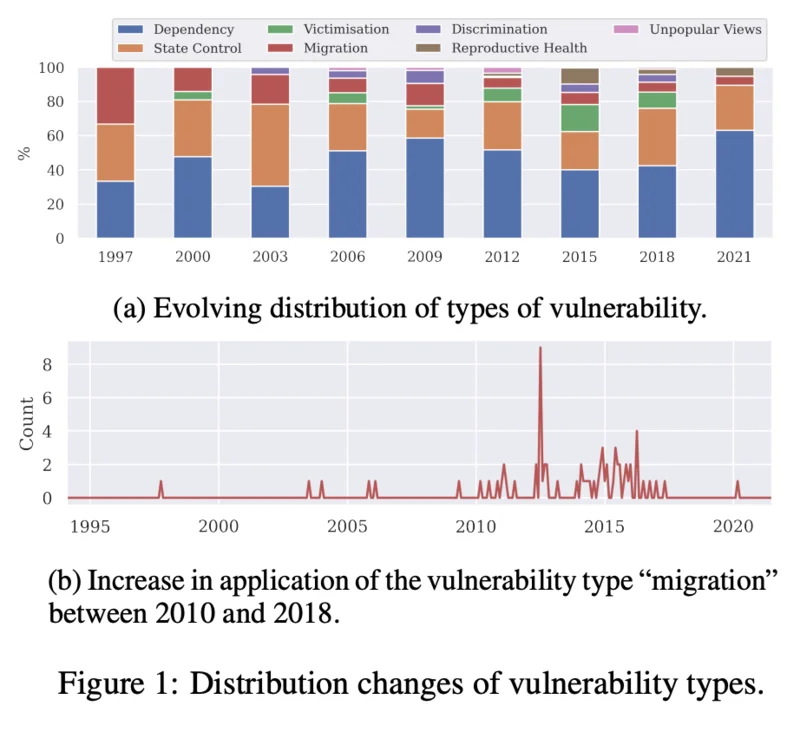 Dependency Victimisation Discrimination Unpopular Views
State Control Migration Reproductive Health
100
80
60
40
20
0
%
1997 2000 2003 2006 2009 2012 2015 2018 2021
(a) Evolving distribution of types of vulnerability.
8
6
4
2
0
Count
1995 2000 2005 2010 2015 2020
(b) Increase in application of the vulnerability type “migration”
between 2010 and 2018.
Figure 1: Distribution changes of vulnerability types.